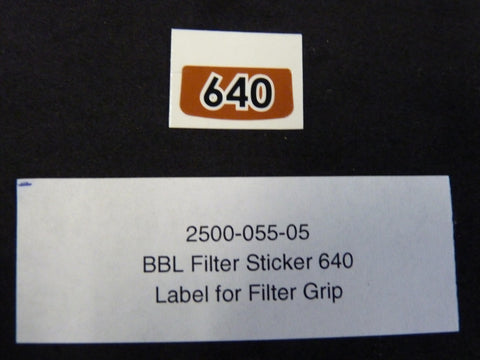 640
2500-055-05
BBL Filter Sticker 640
Label for Filter Grip